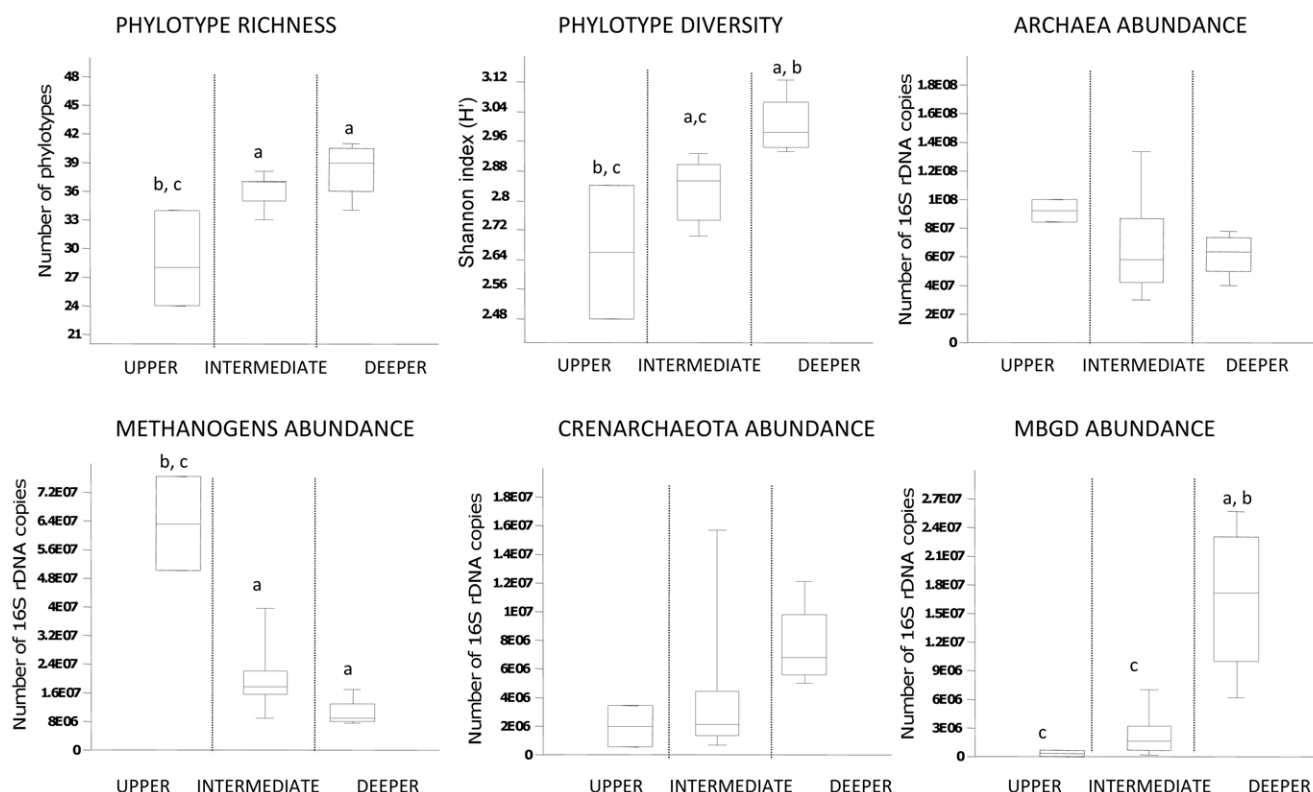 PHYLOTYPE RICHNESS
Number of phylotypes
48
45
42
39
36
33
30
27
24
21
b, c
a
a
UPPER INTERMEDIATE DEEPER
PHYLOTYPE DIVERSITY
Shannon index (H')
3.12
3.04
2.96
2.88
2.8
2.72
2.64
2.56
2.48
b, c
a,c
a, b
UPPER INTERMEDIATE DEEPER
ARCHAEA ABUNDANCE
Number of 16S rDNA copies
1.8E08
1.6E08
1.4E08
1.2E08
1E08
8E07
6E07
4E07
2E07
0
UPPER INTERMEDIATE DEEPER
METHANOGENS ABUNDANCE
Number of 16S rDNA copies
7.2E07
6.4E07
5.6E07
4.8E07
4E07
3.2E07
2.4E07
1.6E07
8E06
0
b, c
a
a
UPPER INTERMEDIATE DEEPER
CRENARCHAEOTA ABUNDANCE
Number of 16S rDNA copies
1.8E07
1.6E07
1.4E07
1.2E07
1E07
8E06
6E06
4E06
2E06
0
UPPER INTERMEDIATE DEEPER
MBGD ABUNDANCE
Number of 16S rDNA copies
2.7E07
2.4E07
2.1E07
1.8E07
1.5E07
1.2E07
9E06
6E06
3E06
0
c
c
a, b
UPPER INTERMEDIATE DEEPER